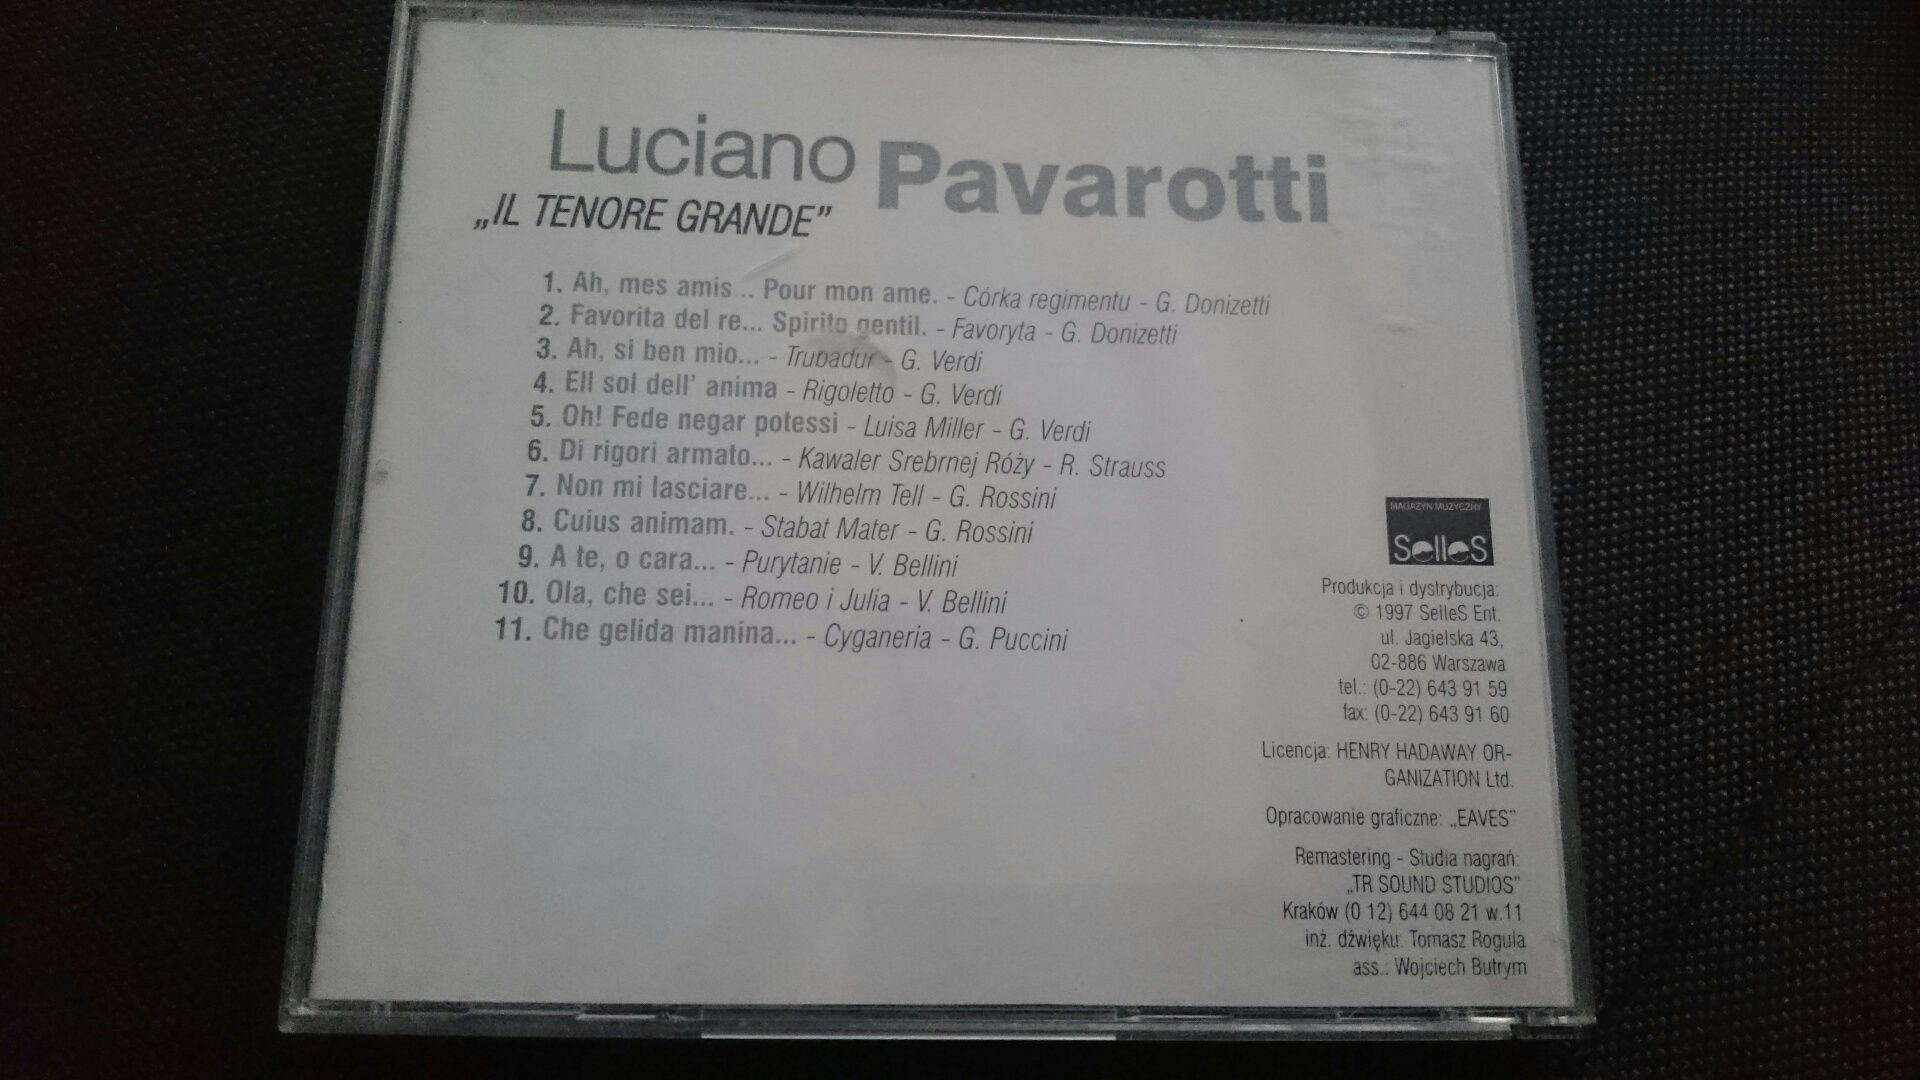 Luciano Pavarotti
„IL TENORE GRANDE”
1. Ah, mes amis... Pour mon ame. - Córka regimentu - G. Donizetti
2. Favorita del re... Spirito gentil. - Favoryta - G. Donizetti
3. Ah, si ben mio... - Trubadur - G. Verdi
4. Ell sol dell' anima - Rigoletto - G. Verdi
5. Oh! Fede negar potessi - Luisa Miller - G. Verdi
6. Di rigori armato... - Kawaler Srebrnej Róży - R. Strauss
7. Non mi lasciare... - Wilhelm Tell - G. Rossini
8. Cuius animam. - Stabat Mater - G. Rossini
9. A te, o cara... - Purytanie - V. Bellini
10. Ola, che sei... - Romeo i Julia - V. Bellini
11. Che gelida manina... - Cyganeria - G. Puccini
MAGAZYN MUZYCZNY
SelleS
Produkcja i dystrybucja:
© 1997 SelleS Ent.
ul. Jagielska 43,
02-886 Warszawa
tel.: (0-22) 643 91 59
fax: (0-22) 643 91 60
Licencja: HENRY HADAWAY OR-
GANIZATION Ltd.
Opracowanie graficzne: „EAVES”
Remastering - Studia nagrań:
„TR SOUND STUDIOS”
Kraków (0 12) 644 08 21 w.11
inż. dźwięku: Tomasz Rogula
ass.: Wojciech Butrym